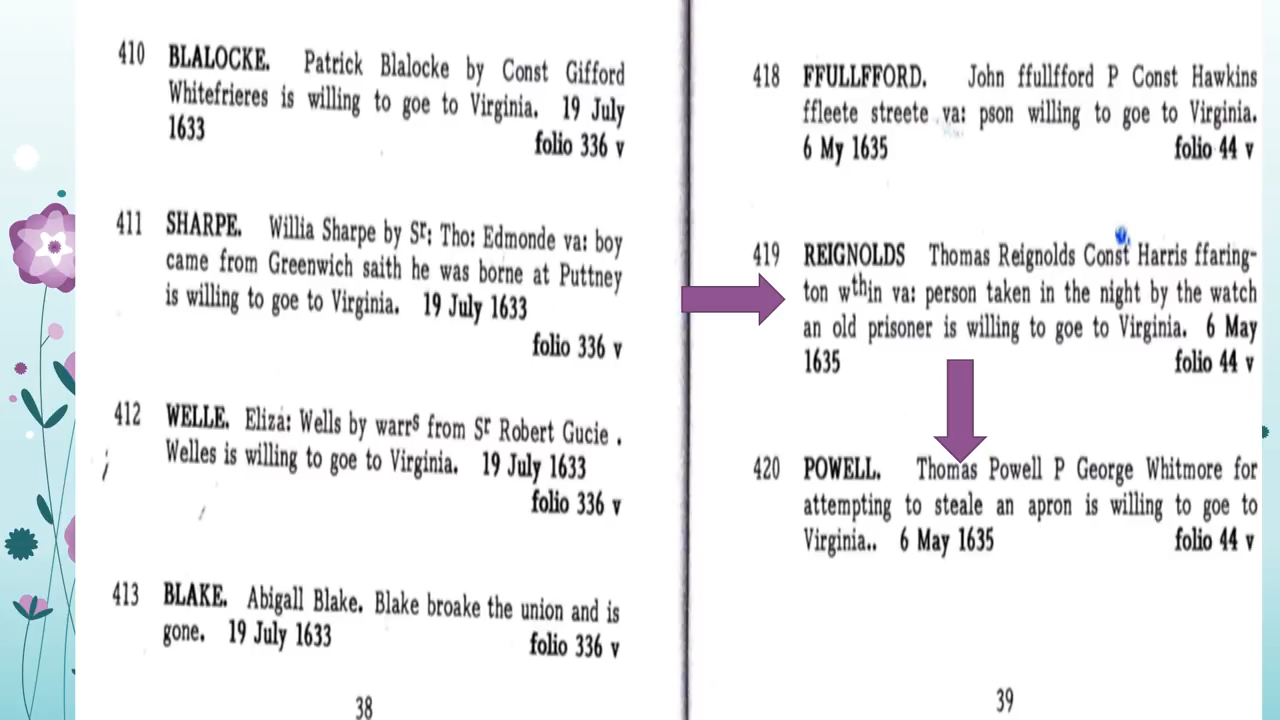 410 BLALOCKE. Patrick Blalocke by Const Gifford
Whitefrieres is willing to goe to Virginia. 19 July
1633 folio 336 v
411 SHARPE. Willia Sharpe by Sr: Tho: Edmonde va: boy
came from Greenwich saith he was borne at Puttney
is willing to goe to Virginia. 19 July 1633
folio 336 v
412 WELLE. Eliza: Wells by warrs from Sr Robert Gucie .
Welles is willing to goe to Virginia. 19 July 1633
folio 336 v
413 BLAKE. Abigall Blake. Blake broake the union and is
gone. 19 July 1633 folio 336 v
38
418 FFULLFFORD. John ffullfford P Const Hawkins
ffleete streete va: pson willing to goe to Virginia.
6 My 1635 folio 44 v
419 REIGNOLDS Thomas Reignolds Const Harris ffaring-
ton wthin va: person taken in the night by the watch
an old prisoner is willing to goe to Virginia. 6 May
1635 folio 44 v
420 POWELL. Thomas Powell P George Whitmore for
attempting to steale an apron is willing to goe to
Virginia.. 6 May 1635 folio 44 v
39